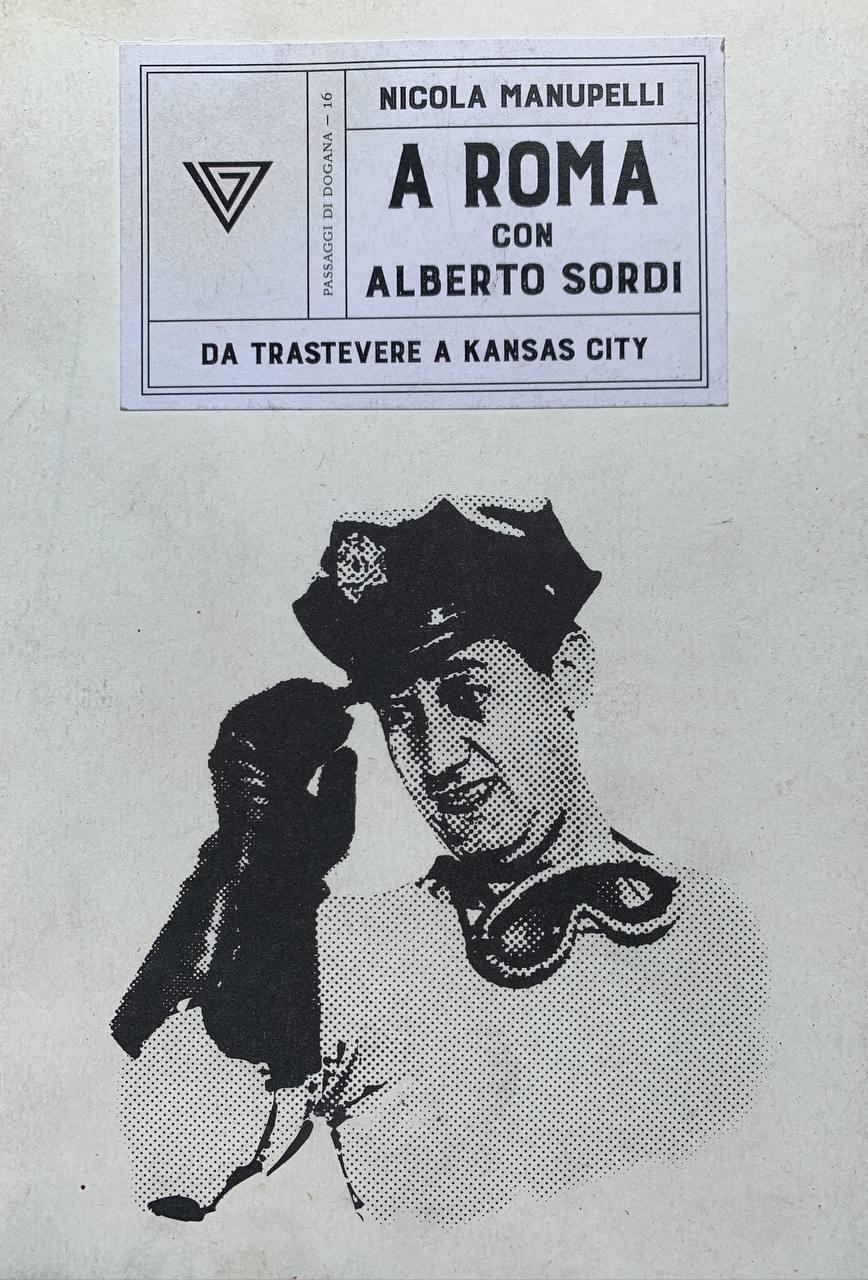 PASSAGGI DI DOGANA — 16
NICOLA MANUPELLI
A ROMA
CON
ALBERTO SORDI
DA TRASTEVERE A KANSAS CITY